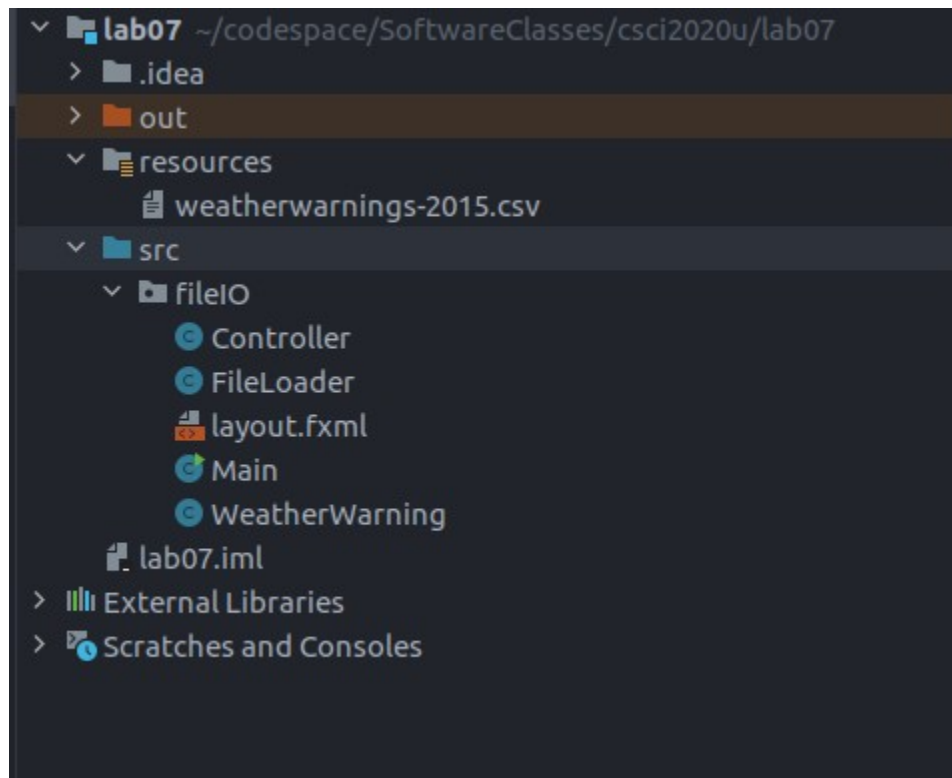 lab07 ~/codespace/SoftwareClasses/csci2020u/lab07
.idea
out
resources
weatherwarnings-2015.csv
src
fileIO
Controller
FileLoader
layout.fxml
Main
WeatherWarning
lab07.iml
External Libraries
Scratches and Consoles